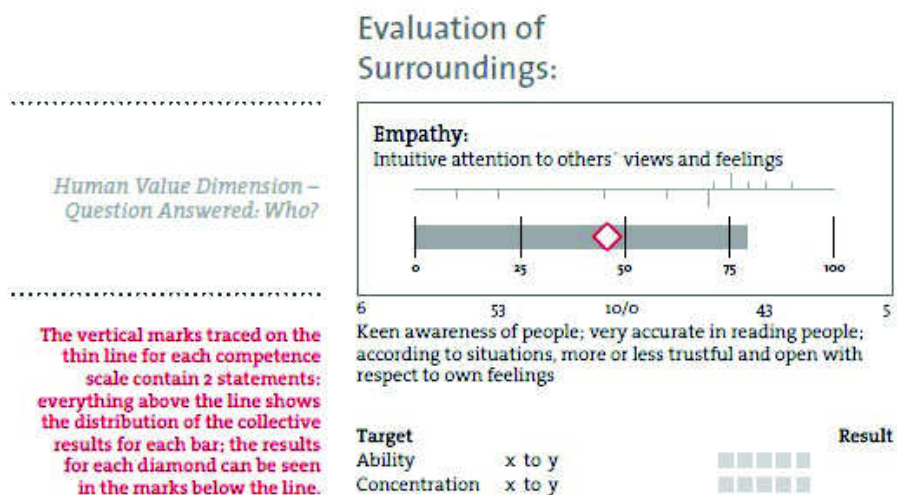 Evaluation of
Surroundings:
Empathy:
Intuitive attention to others´ views and feelings
Human Value Dimension –
Question Answered: Who?
0 25 50 75 100
6 53 10/0 43 5
The vertical marks traced on the
thin line for each competence
scale contain 2 statements:
everything above the line shows
the distribution of the collective
results for each bar; the results
for each diamond can be seen
in the marks below the line.
Keen awareness of people; very accurate in reading people;
according to situations, more or less trustful and open with
respect to own feelings
Target Result
Ability x to y
Concentration x to y